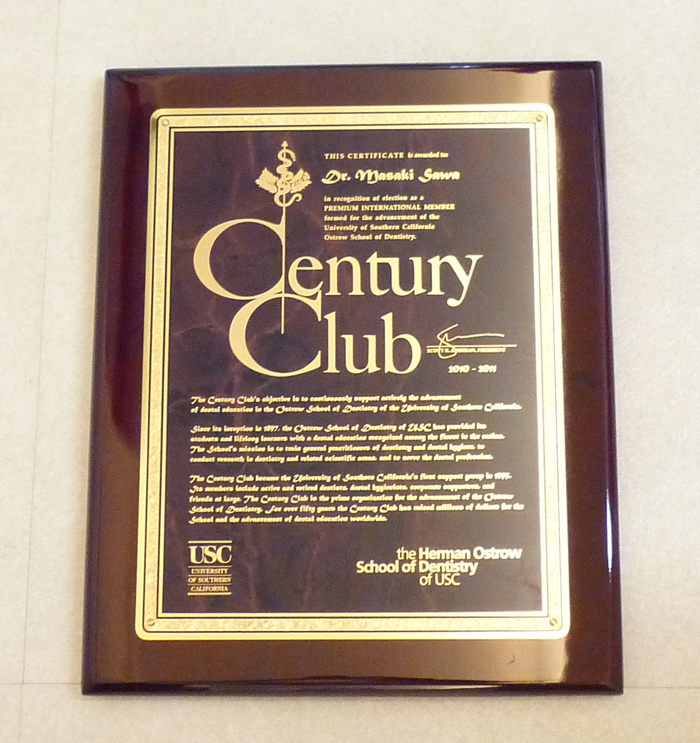 THIS CERTIFICATE is awarded to:
Dr. Masaki Sawa
in recognition of election as a
PREMIUM INTERNATIONAL MEMBER
formed for the advancement of the
University of Southern California
Ostrow School of Dentistry.
Century
Club
PRESIDENT
2010 - 2011
The Century Club's objective is to continuously support actively the advancement
of dental education in the Ostrow School of Dentistry of the University of Southern California.
Since its inception in 1897, the Ostrow School of Dentistry of USC has provided its
students and lifelong learners with a dental education recognized among the finest in the nation.
The School's mission is to train general practitioners of dentistry and dental hygiene, to
conduct research in dentistry and related scientific areas, and to serve the dental profession.
The Century Club became the University of Southern California's first support group in
Its members include active and retired dentists, dental hygienists, corporate supporters, and
friends at large. The Century Club is the prime organization for the advancement of the Ostrow
School of Dentistry. For over fifty years the Century Club has raised millions of dollars for the
School and the advancement of dental education worldwide.
USC
UNIVERSITY
OF SOUTHERN
CALIFORNIA
the Herman Ostrow
School of Dentistry
of USC